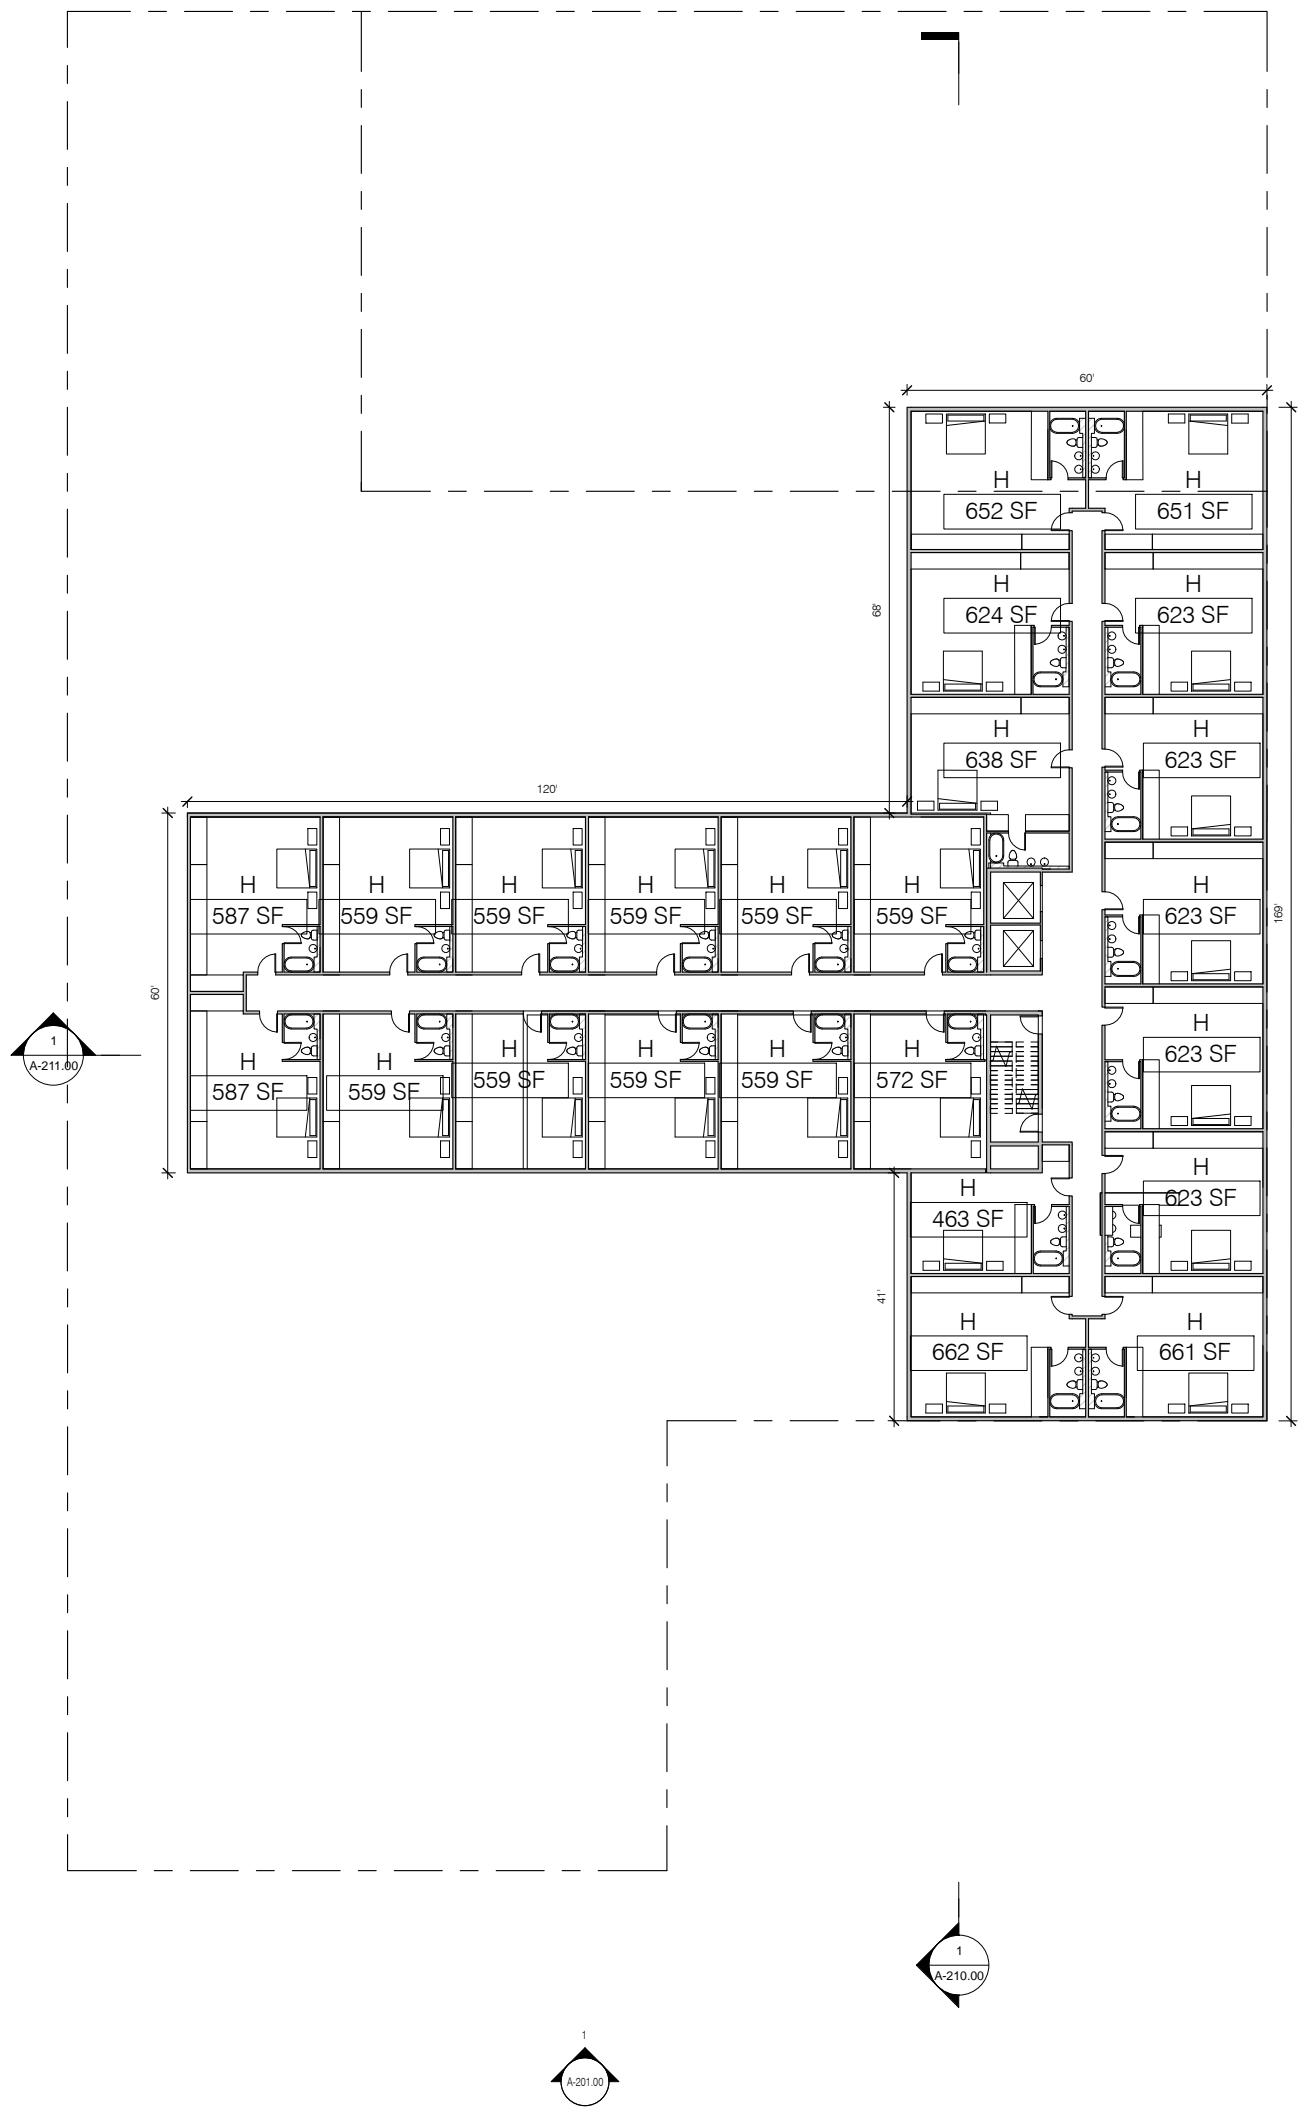 60'
H
652 SF
H
651 SF
H
624 SF
H
623 SF
68'
H
638 SF
H
623 SF
120'
H
587 SF
H
559 SF
H
559 SF
H
559 SF
H
559 SF
H
559 SF
H
623 SF
169'
60'
H
623 SF
1
A-211.00
H
587 SF
H
559 SF
H
559 SF
H
559 SF
H
559 SF
H
572 SF
H
463 SF
H
623 SF
41'
H
662 SF
H
661 SF
1
A-210.00
1
A-201.00